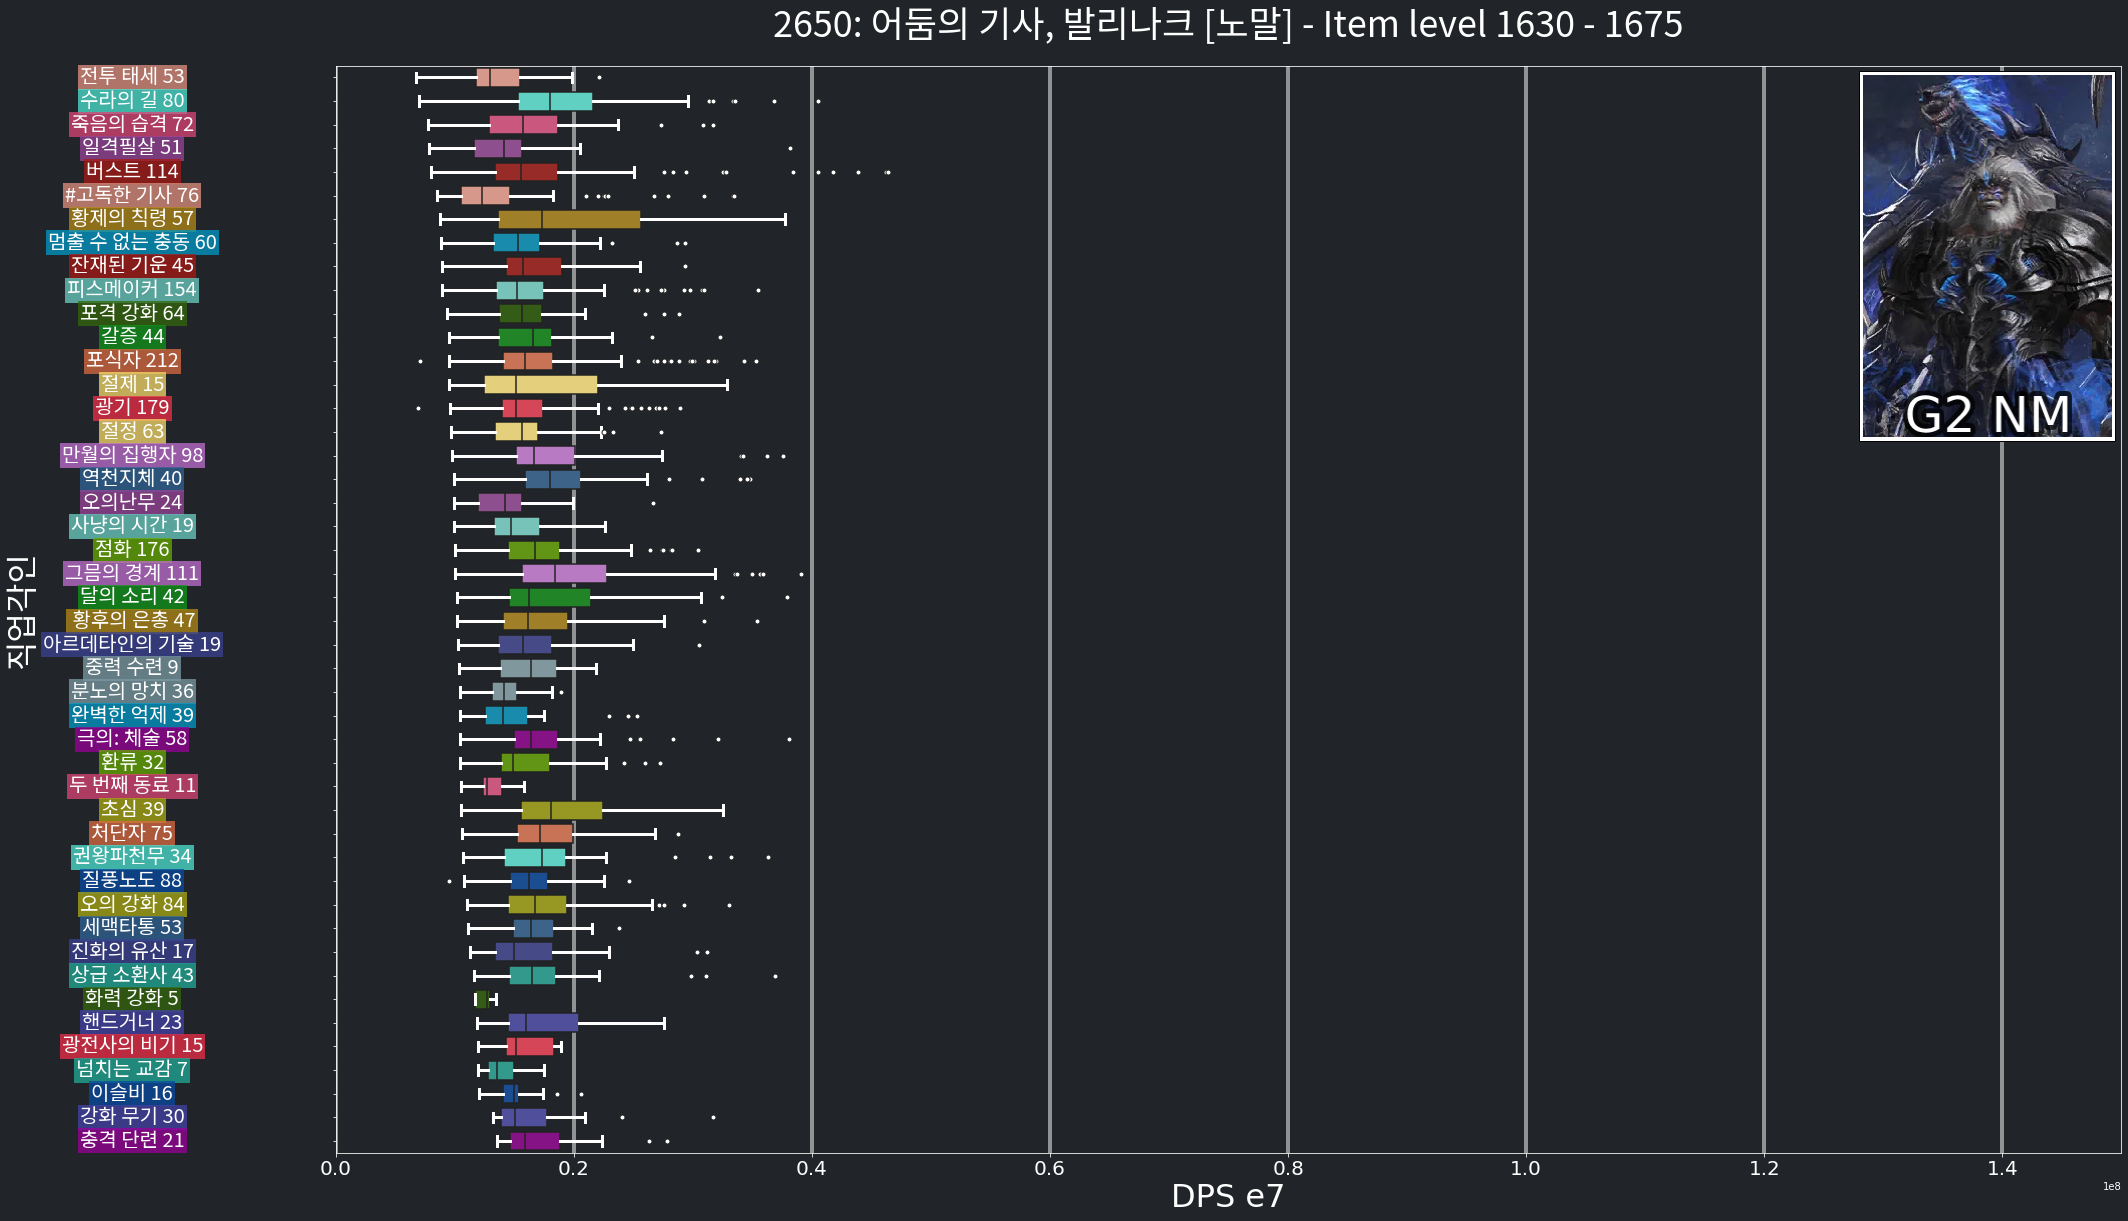 2650: 어둠의 기사, 발리나크 [노말] - Item level 1630 - 1675
직업각인
전투 태세 53
수라의 길 80
죽음의 습격 72
일격필살 51
버스트 114
#고독한 기사 76
황제의 칙령 57
멈출 수 없는 충동 60
잔재된 기운 45
피스메이커 154
포격 강화 64
갈증 44
포식자 212
절제 15
광기 179
절정 63
만월의 집행자 98
역천지체 40
오의난무 24
사냥의 시간 19
점화 176
그믐의 경계 111
달의 소리 42
황후의 은총 47
아르데타인의 기술 19
중력 수련 9
분노의 망치 36
완벽한 억제 39
극의: 체술 58
환류 32
두 번째 동료 11
초심 39
처단자 75
권왕파천무 34
질풍노도 88
오의 강화 84
세맥타통 53
진화의 유산 17
상급 소환사 43
화력 강화 5
핸드거너 23
광전사의 비기 15
넘치는 교감 7
이슬비 16
강화 무기 30
충격 단련 21
G2 NM
0.0 0.2 0.4 0.6 0.8 1.0 1.2 1.4
1e8
DPS e7